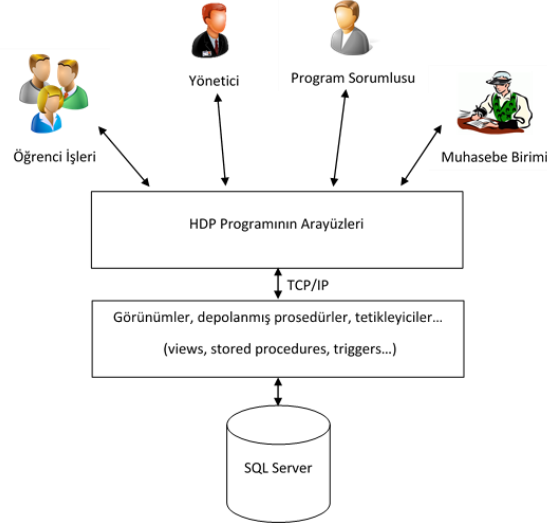 Yönetici
Program Sorumlusu
Öğrenci İşleri
Muhasebe Birimi
HDP Programının Arayüzleri
TCP/IP
Görünümler, depolanmış prosedürler, tetikleyiciler...
(views, stored procedures, triggers...)
SQL Server